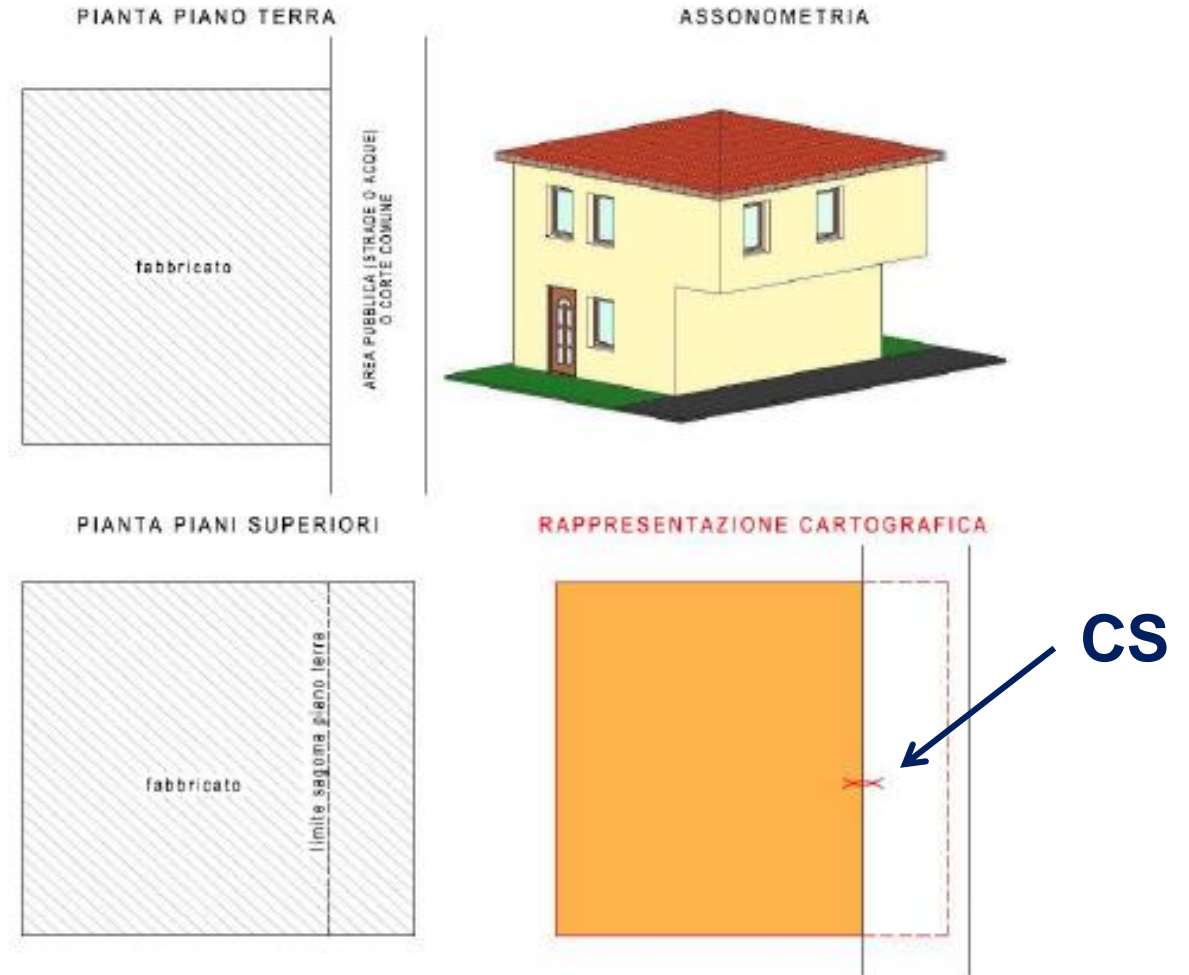 PIANTA PIANO TERRA
ASSONOMETRIA
fabbricato
AREA PUBBLICA (STRADE O ACQUE)
O CORTE COMUNE
PIANTA PIANI SUPERIORI
RAPPRESENTAZIONE CARTOGRAFICA
fabbricato
limite sagoma piano terra
CS